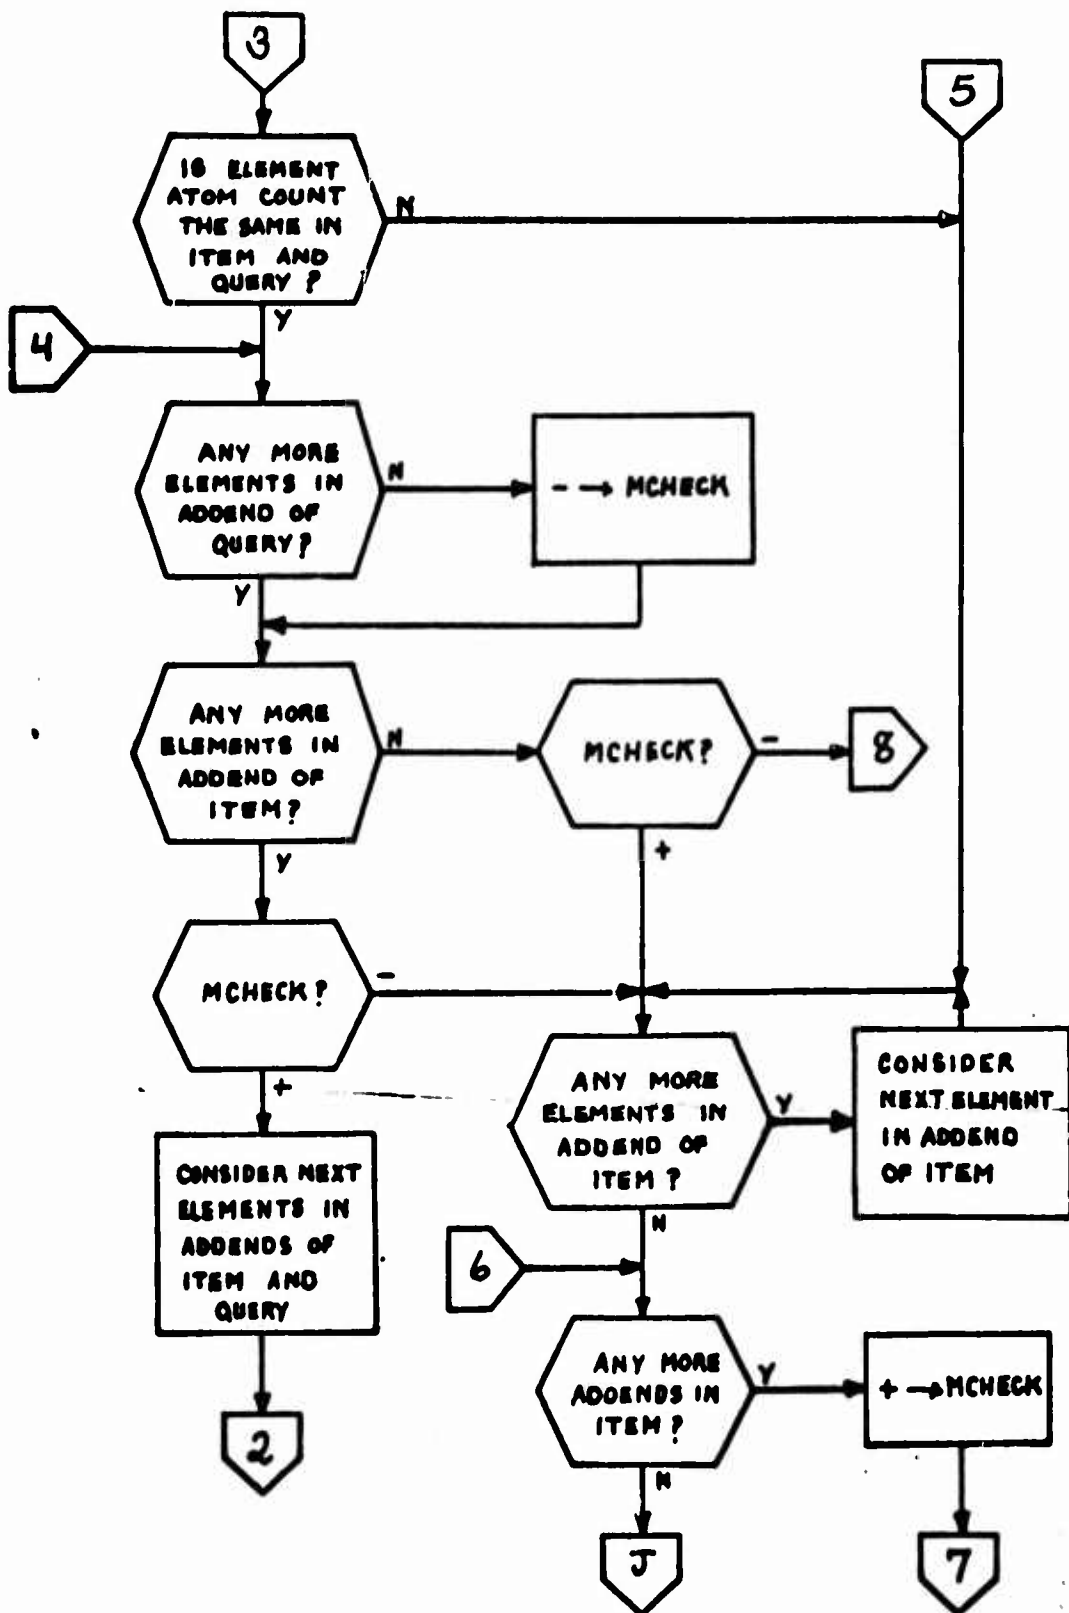 3
5
IS ELEMENT
ATOM COUNT
THE SAME IN
ITEM AND
QUERY ?
N
Y
4
ANY MORE
ELEMENTS IN
ADDEND OF
QUERY?
N
- → MCHECK
Y
ANY MORE
ELEMENTS IN
ADDEND OF
ITEM?
N
MCHECK?
-
8
Y
+
MCHECK?
-
+
ANY MORE
ELEMENTS IN
ADDEND OF
ITEM ?
Y
CONSIDER
NEXT ELEMENT
IN ADDEND
OF ITEM
CONSIDER NEXT
ELEMENTS IN
ADDENDS OF
ITEM AND
QUERY
N
6
ANY MORE
ADDENDS IN
ITEM ?
Y
+ → MCHECK
2
N
J
7